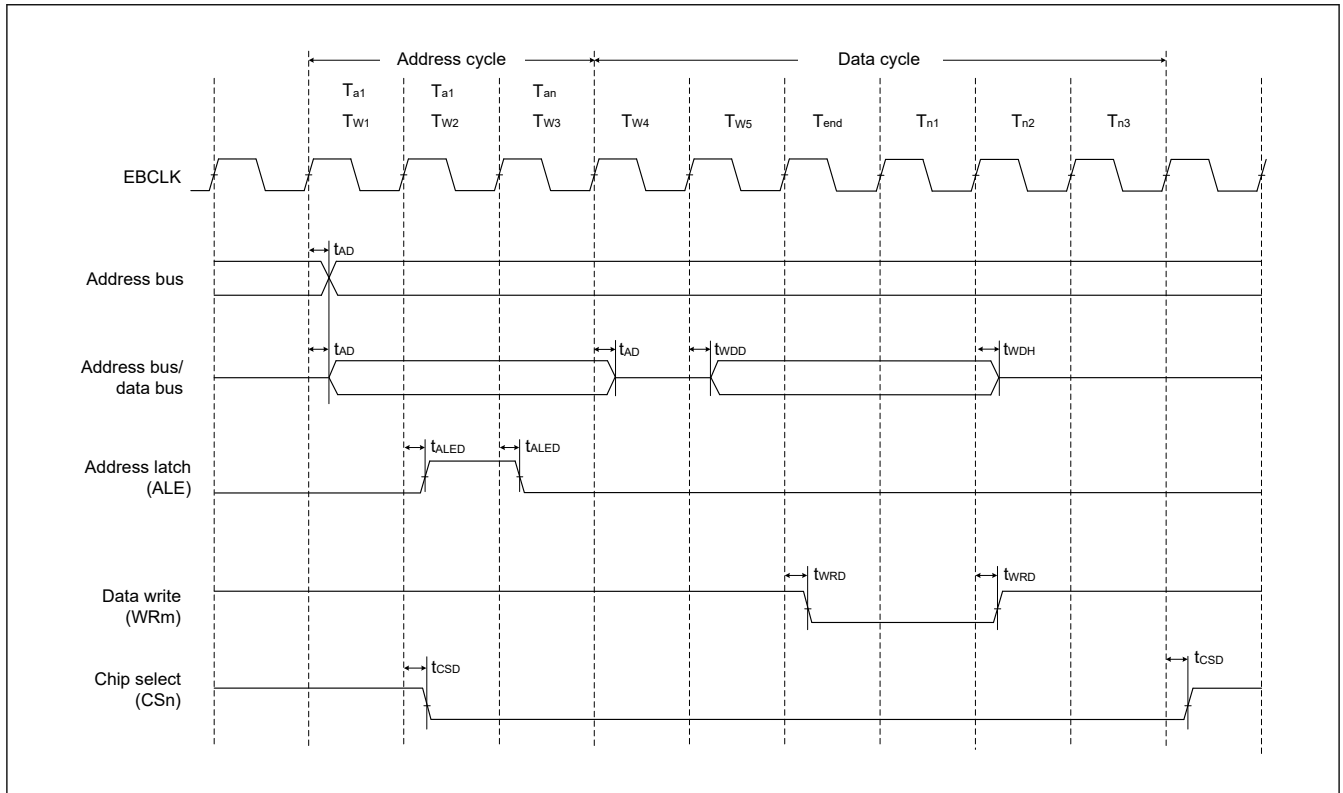 Address cycle Data cycle
Ta1 Ta1 Tan
TW1 TW2 TW3 TW4 TW5 Tend Tn1 Tn2 Tn3
EBCLK
tAD
Address bus
tAD tAD tWDD tWDH
Address bus/
data bus
tALED tALED
Address latch
(ALE)
tWRD tWRD
Data write
(WRm)
tCSD tCSD
Chip select
(CSn)